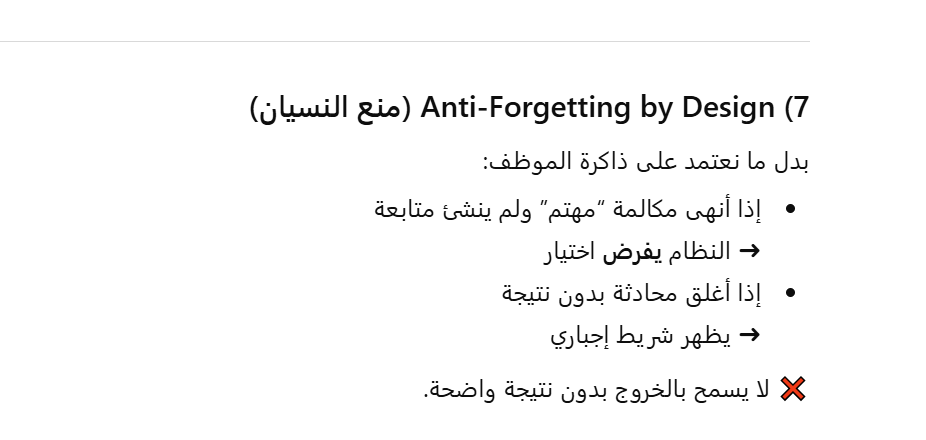 7) Anti-Forgetting by Design (منع النسيان)
بدل ما نعتمد على ذاكرة الموظف:
• إذا أنهى مكالمة “مهتم” ولم ينشئ متابعة
→ النظام يفرض اختيار
• إذا أغلق محادثة بدون نتيجة
→ يظهر شريط إجباري
❌ لا يسمح بالخروج بدون نتيجة واضحة.